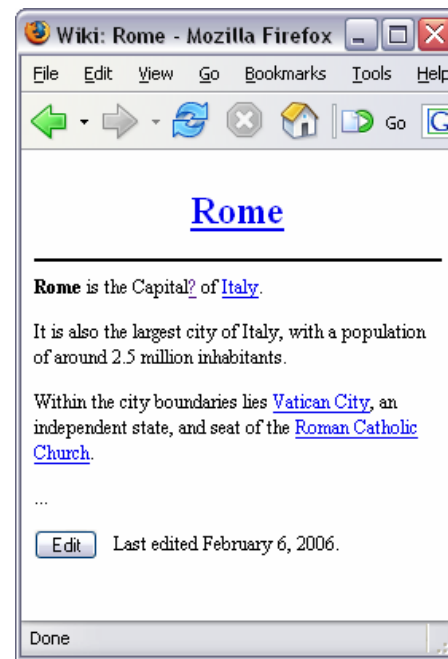 Wiki: Rome - Mozilla Firefox
File Edit View Go Bookmarks Tools Help
Go G
Rome
Rome is the Capital? of Italy.
It is also the largest city of Italy, with a population
of around 2.5 million inhabitants.
Within the city boundaries lies Vatican City, an
independent state, and seat of the Roman Catholic
Church.
...
Edit Last edited February 6, 2006.
Done